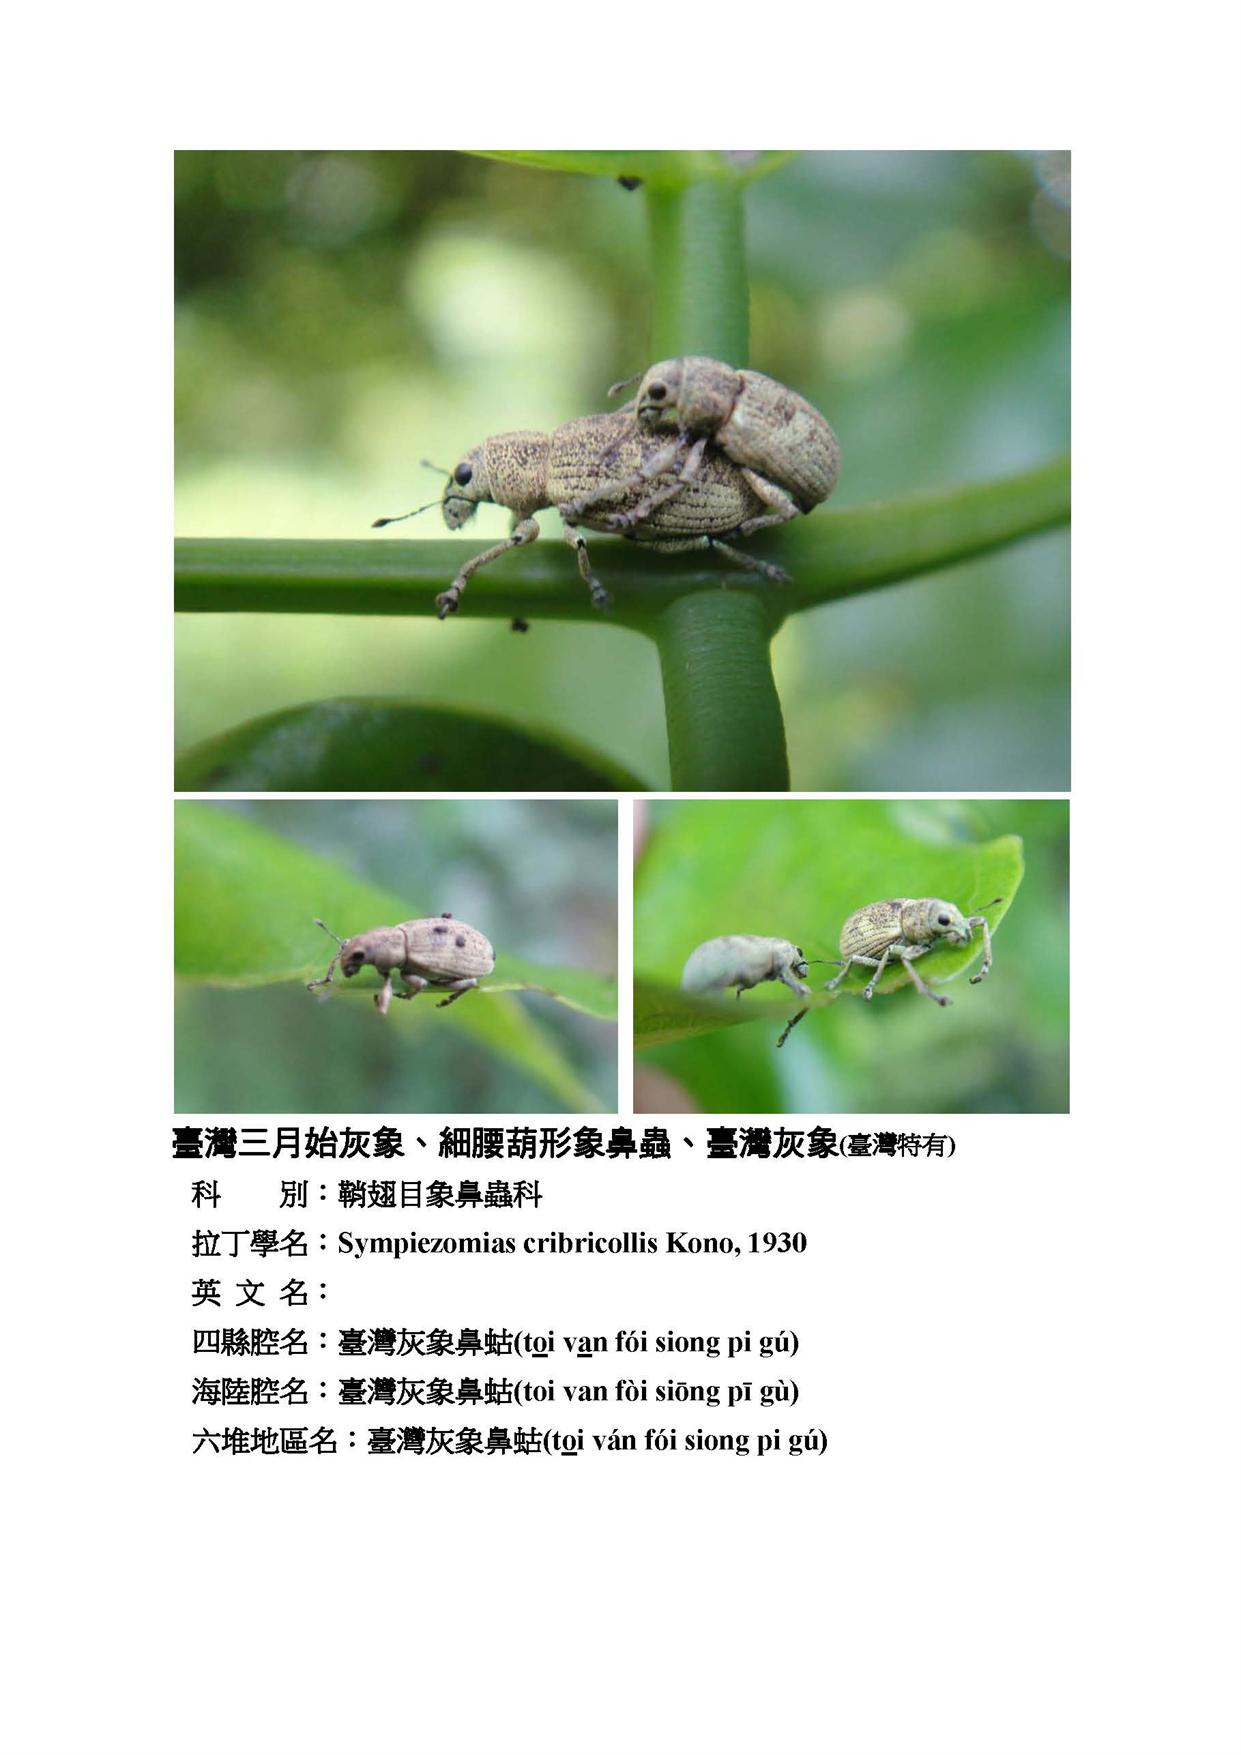 臺灣三月始灰象、細腰葫形象鼻蟲、臺灣灰象(臺灣特有)
科　　別：鞘翅目象鼻蟲科
拉丁學名：Sympiezomias cribricollis Kono, 1930
英 文 名：
四縣腔名：臺灣灰象鼻蛄(to̲i va̲n fói siong pi gú)
海陸腔名：臺灣灰象鼻蛄(toi van fòi siōng pī gù)
六堆地區名：臺灣灰象鼻蛄(to̲i ván fói siong pi gú)